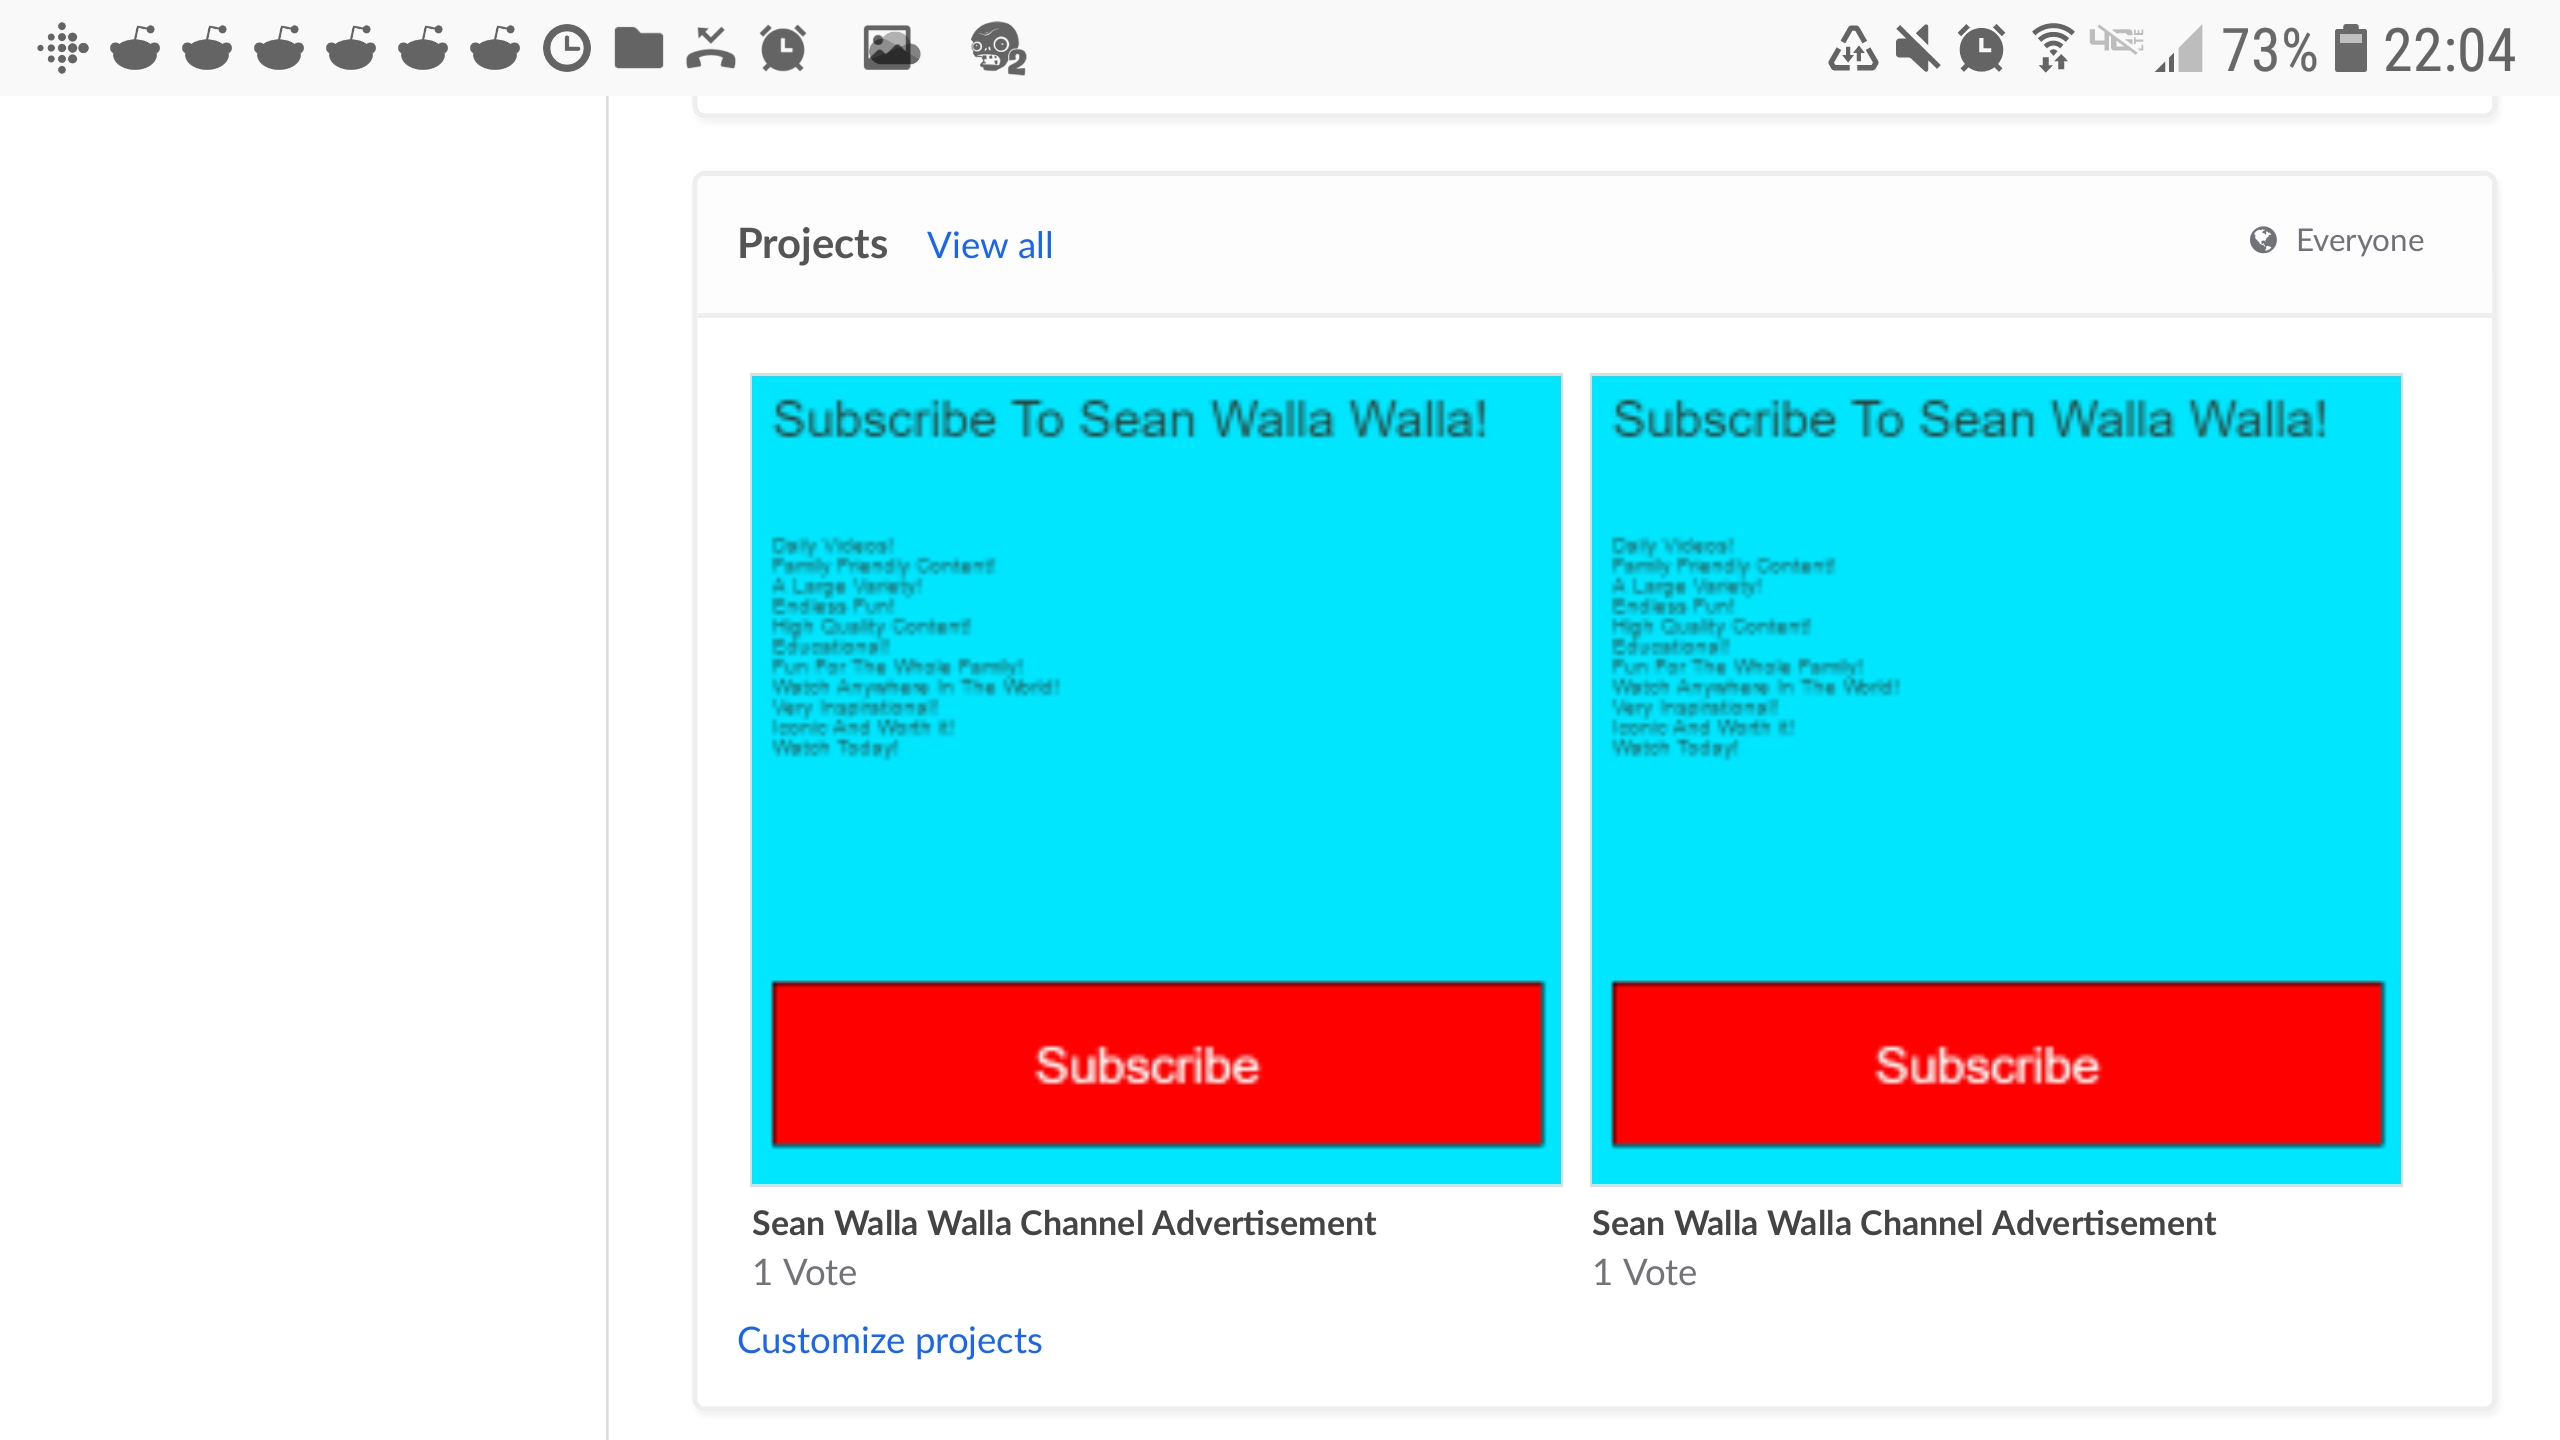 2
4G LTE
73%
22:04
Projects View all
Everyone
Subscribe To Sean Walla Walla!
Daily Videos!
Family Friendly Content!
A Large Variety!
Endless Fun!
High Quality Content!
Educational!
Fun For The Whole Family!
Watch Anywhere In The World!
Very Inspirational!
Iconic And Worth it!
Watch Today!
Subscribe
Sean Walla Walla Channel Advertisement
1 Vote
Subscribe To Sean Walla Walla!
Daily Videos!
Family Friendly Content!
A Large Variety!
Endless Fun!
High Quality Content!
Educational!
Fun For The Whole Family!
Watch Anywhere In The World!
Very Inspirational!
Iconic And Worth it!
Watch Today!
Subscribe
Sean Walla Walla Channel Advertisement
1 Vote
Customize projects